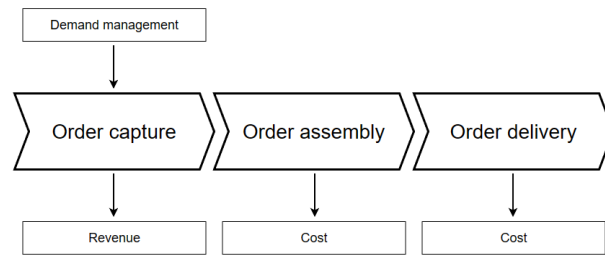 Demand management
Order capture
Order assembly
Order delivery
Revenue
Cost
Cost